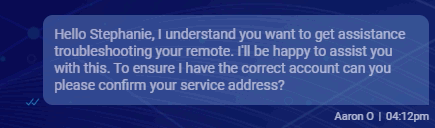 Hello Stephanie, I understand you want to get assistance
troubleshooting your remote. I'll be happy to assist you
with this. To ensure I have the correct account can you
please confirm your service address?
Aaron O | 04:12pm